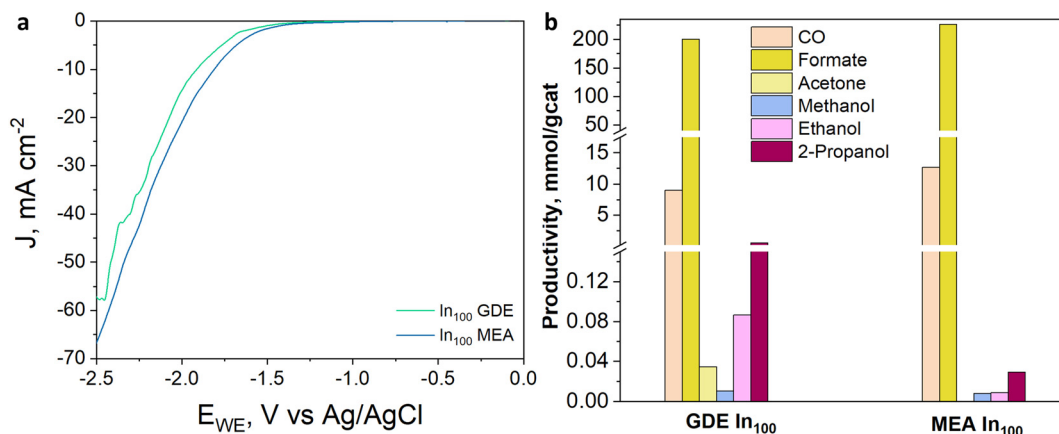 a
0
-10
-20
-30
-40
-50
-60
-70
J, mA cm⁻²
-2.5 -2.0 -1.5 -1.0 -0.5 0.0
E_WE, V vs Ag/AgCl
In₁₀₀ GDE
In₁₀₀ MEA
b
200
150
100
50
15
10
5
0.12
0.08
0.04
0.00
Productivity, mmol/gcat
CO
Formate
Acetone
Methanol
Ethanol
2-Propanol
GDE In₁₀₀ MEA In₁₀₀